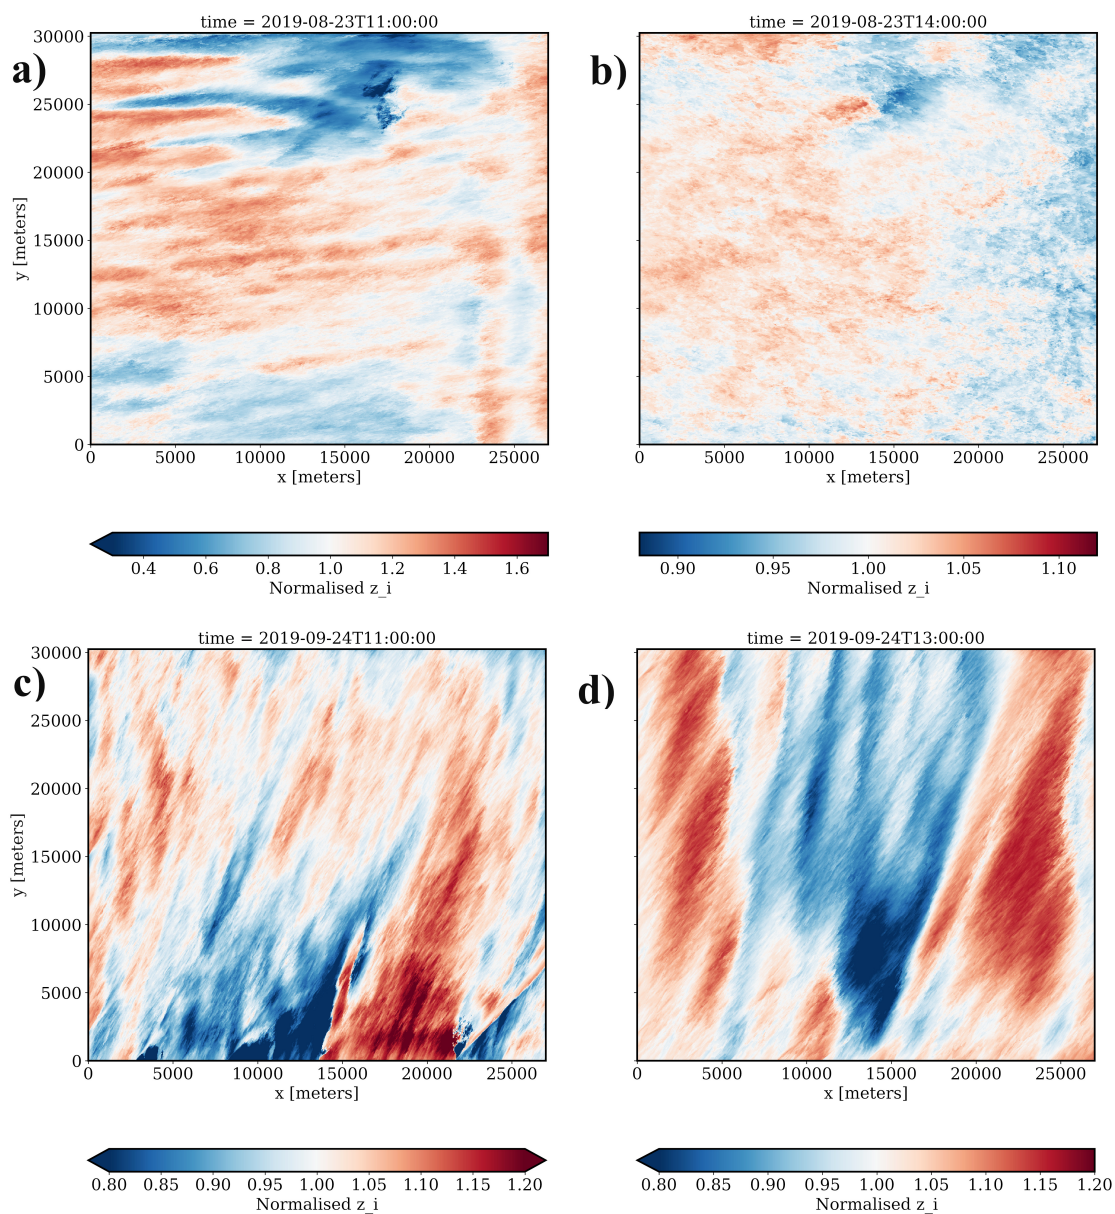 time = 2019-08-23T11:00:00
time = 2019-08-23T14:00:00
a)
b)
30000
25000
20000
15000
10000
5000
0
y [meters]
0 5000 10000 15000 20000 25000
x [meters]
0 5000 10000 15000 20000 25000
x [meters]
0.4 0.6 0.8 1.0 1.2 1.4 1.6
Normalised z_i
0.90 0.95 1.00 1.05 1.10
Normalised z_i
time = 2019-09-24T11:00:00
time = 2019-09-24T13:00:00
c)
d)
30000
25000
20000
15000
10000
5000
0
y [meters]
0 5000 10000 15000 20000 25000
x [meters]
0 5000 10000 15000 20000 25000
x [meters]
0.80 0.85 0.90 0.95 1.00 1.05 1.10 1.15 1.20
Normalised z_i
0.80 0.85 0.90 0.95 1.00 1.05 1.10 1.15 1.20
Normalised z_i